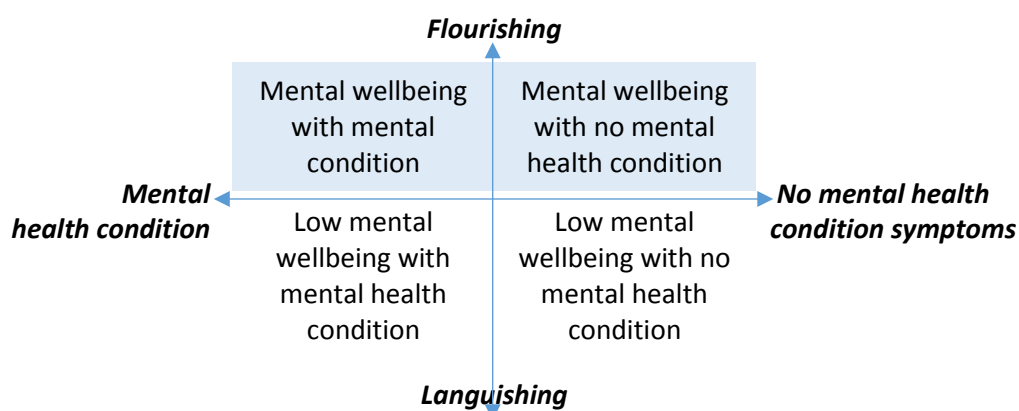 Flourishing
Mental wellbeing
with mental
condition
Mental wellbeing
with no mental
health condition
Mental
health condition
No mental health
condition symptoms
Low mental
wellbeing with
mental health
condition
Low mental
wellbeing with no
mental health
condition
Languishing